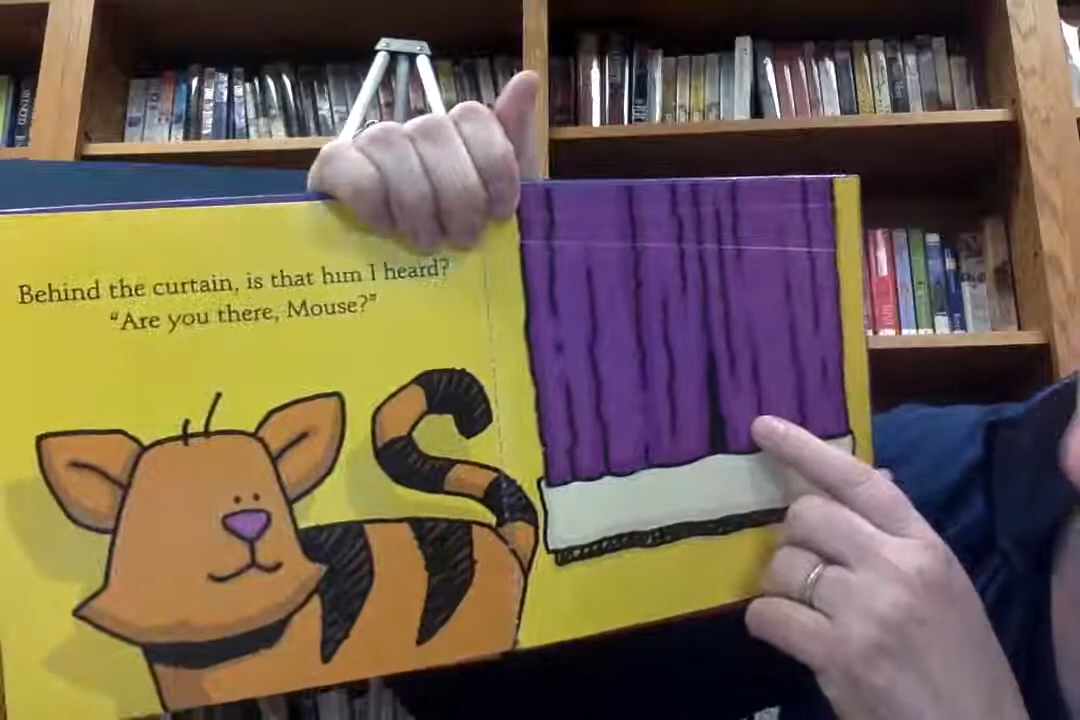 Behind the curtain, is that him I heard?
"Are you there, Mouse?"